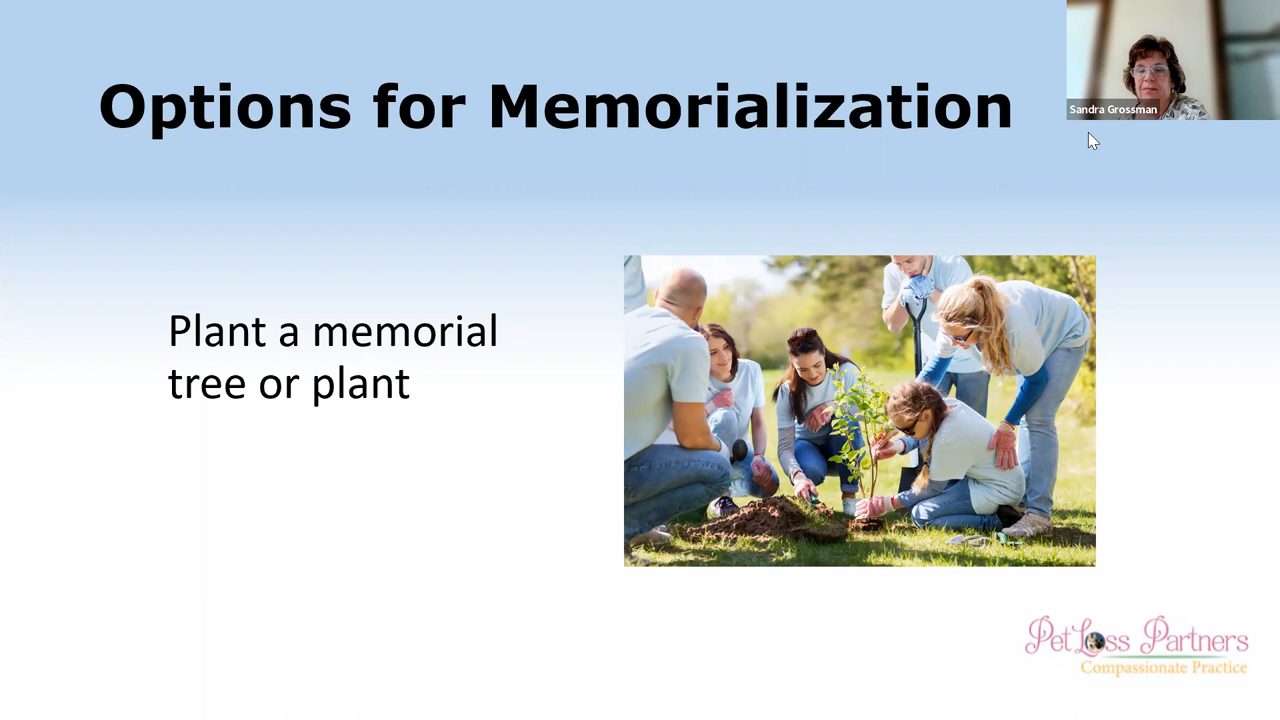 Options for Memorialization
Sandra Grossman
Plant a memorial
tree or plant
Pet Loss Partners
Compassionate Practice